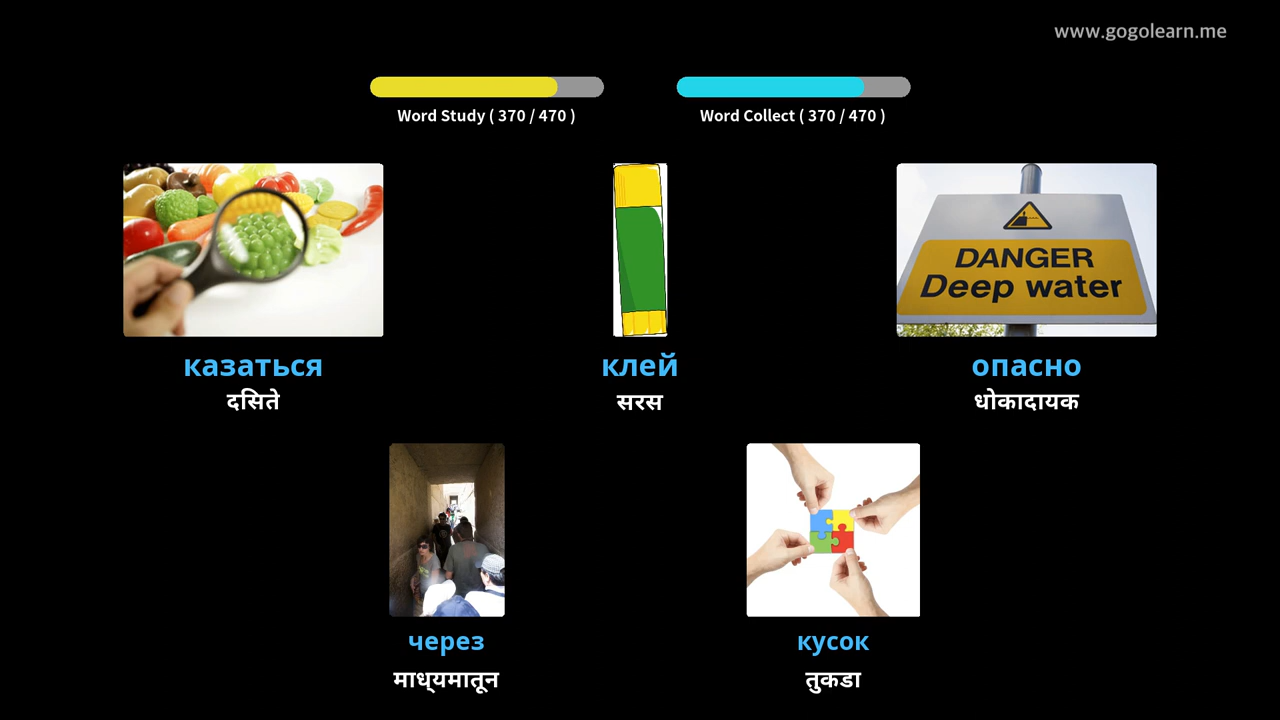 www.gogolearn.me
Word Study ( 370 / 470 )
Word Collect ( 370 / 470 )
DANGER
Deep water
казаться
клей
опасно
दसिते
सरस
धोकादायक
через
кусок
माध्यमातून
तुकडा